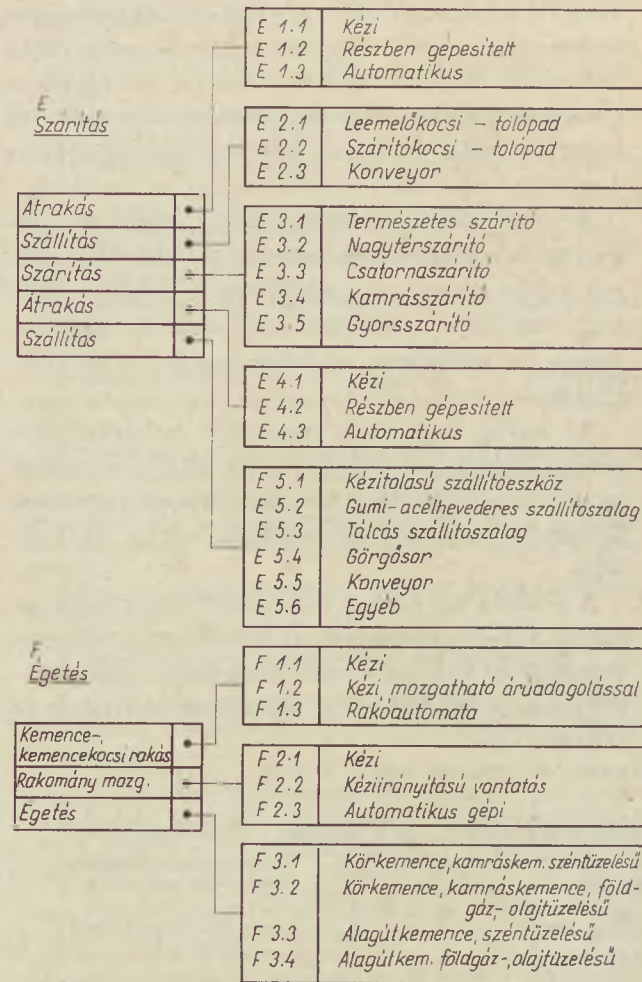 E 1.1 Kézi
E 1.2 Részben gépesített
E 1.3 Automatikus
E
Szárítás
E 2.1 Leemelőkocsi – tolópad
E 2.2 Szárítókocsi – tolópad
E 2.3 Konveyor
Átrakás
Szállítás
Szárítás
Átrakás
Szállítas
E 3.1 Természetes szárító
E 3.2 Nagytérszárító
E 3.3 Csatornaszárító
E 3.4 Kamrásszárító
E 3.5 Gyorsszárító
E 4.1 Kézi
E 4.2 Részben gépesített
E 4.3 Automatikus
E 5.1 Kézitolású szállítóeszköz
E 5.2 Gumi-acélhevederes szállítószalag
E 5.3 Tálcás szállítószalag
E 5.4 Görgősor
E 5.5 Konveyor
E 5.6 Egyéb
F
Égetés
F 1.1 Kézi
F 1.2 Kézi mozgatható áruadagolással
F 1.3 Rakóautomata
Kemence-,
kemencekocsi rakás
Rakomány mozg.
Égetés
F 2.1 Kézi
F 2.2 Kéziirányítású vontatás
F 2.3 Automatikus gépi
F 3.1 Körkemence, kamráskem. széntüzelésű
F 3.2 Körkemence, kamráskemence, föld-
gáz,- olajtüzelésű
F 3.3 Alagútkemence, széntüzelésű
F 3.4 Alagútkem. földgáz-,olajtüzelésű